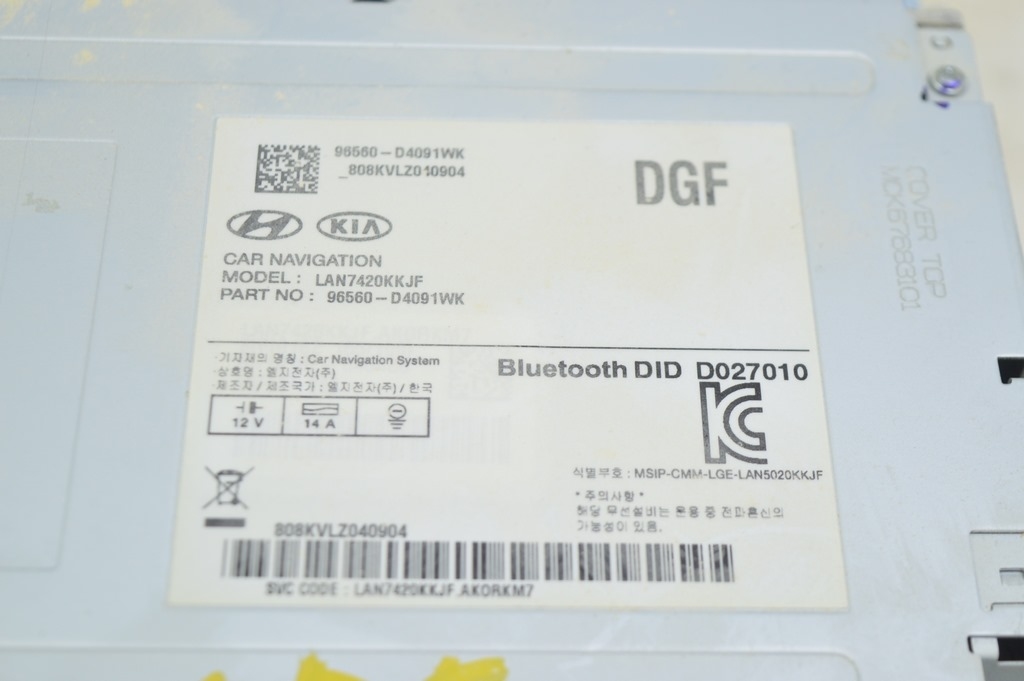 96560-D4091WK
_808KVLZ040904
DGF
KIA
CAR NAVIGATION
MODEL : LAN7420KKJF
PART NO : 96560-D4091WK
·기자재의 명칭 : Car Navigation System
·상호명 : 엘지전자(주)
·제조자 / 제조국가 : 엘지전자(주) / 한국
Bluetooth DID D027010
12 V 14 A
식별부호 : MSIP-CMM-LGE-LAN5020KKJF
* 주의사항 *
해당 무선설비는 운용 중 전파혼신의
가능성이 있음.
808KVLZ040904
SVC CODE : LAN7420KKJF.AKORKM7
COVER TOP